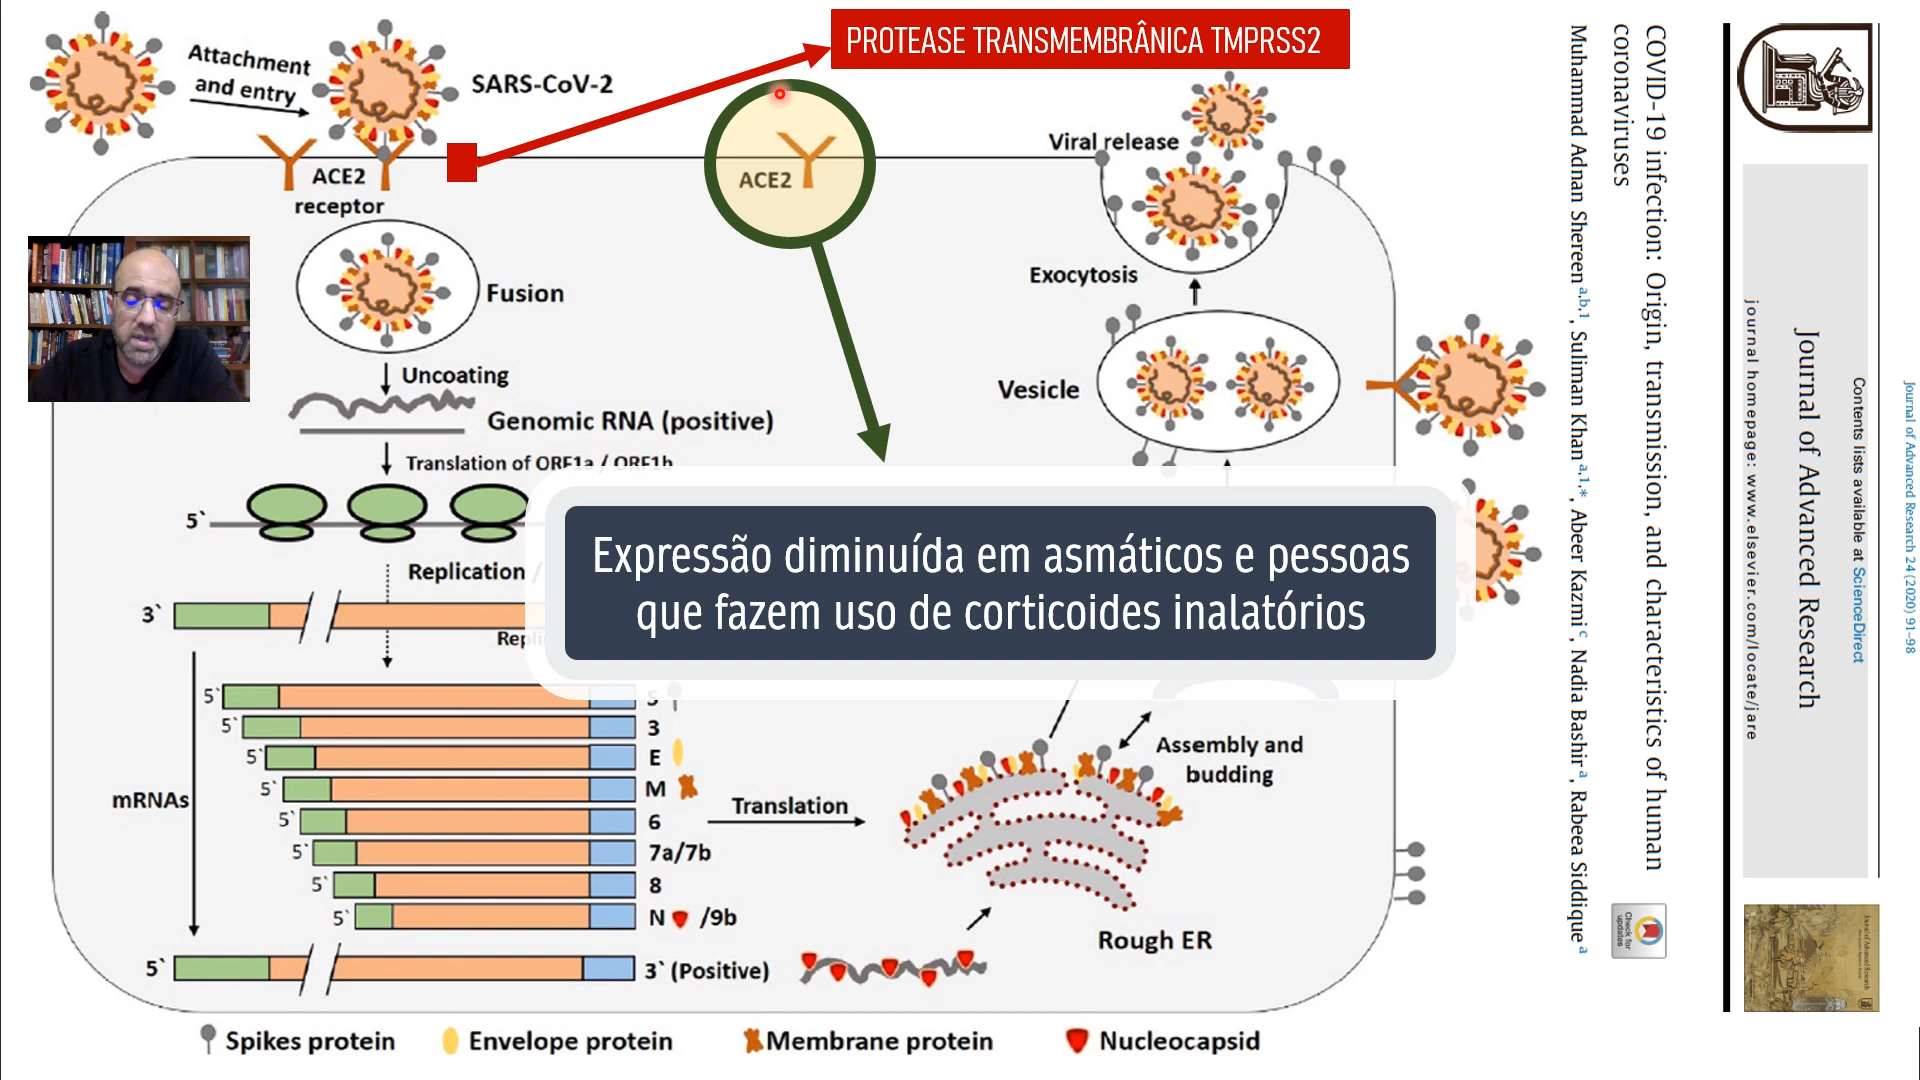 PROTEASE TRANSMEMBRÂNICA TMPRSS2
Attachment
and entry
SARS-CoV-2
ACE2
receptor
ACE2
Viral release
Fusion
Exocytosis
Uncoating
Vesicle
Genomic RNA (positive)
Translation of ORF1a / ORF1b
5`
Replication /
3`
Expressão diminuída em asmáticos e pessoas
que fazem uso de corticoides inalatórios
5`
5` 3
5` E
5` M
mRNAs
5` 6
5` 7a/7b
5` 8
5` N /9b
5` 3` (Positive)
Translation
Assembly and
budding
Rough ER
Spikes protein
Envelope protein
Membrane protein
Nucleocapsid
Journal of Advanced Research 24 (2020) 91–98
Contents lists available at ScienceDirect
Journal of Advanced Research
journal homepage: www.elsevier.com/locate/jare
COVID-19 infection: Origin, transmission, and characteristics of human
coronaviruses
Muhammad Adnan Shereen a,b,1, Suliman Khan a,1,*, Abeer Kazmi c, Nadia Bashir a, Rabeea Siddique a
Check for
updates